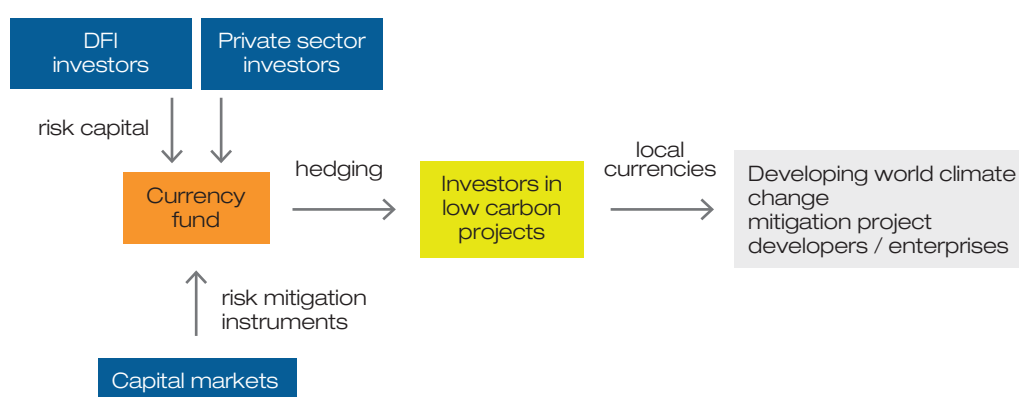 DFI
investors
Private sector
investors
risk capital
Currency
fund
hedging
Investors in
low carbon
projects
local
currencies
Developing world climate
change
mitigation project
developers / enterprises
risk mitigation
instruments
Capital markets